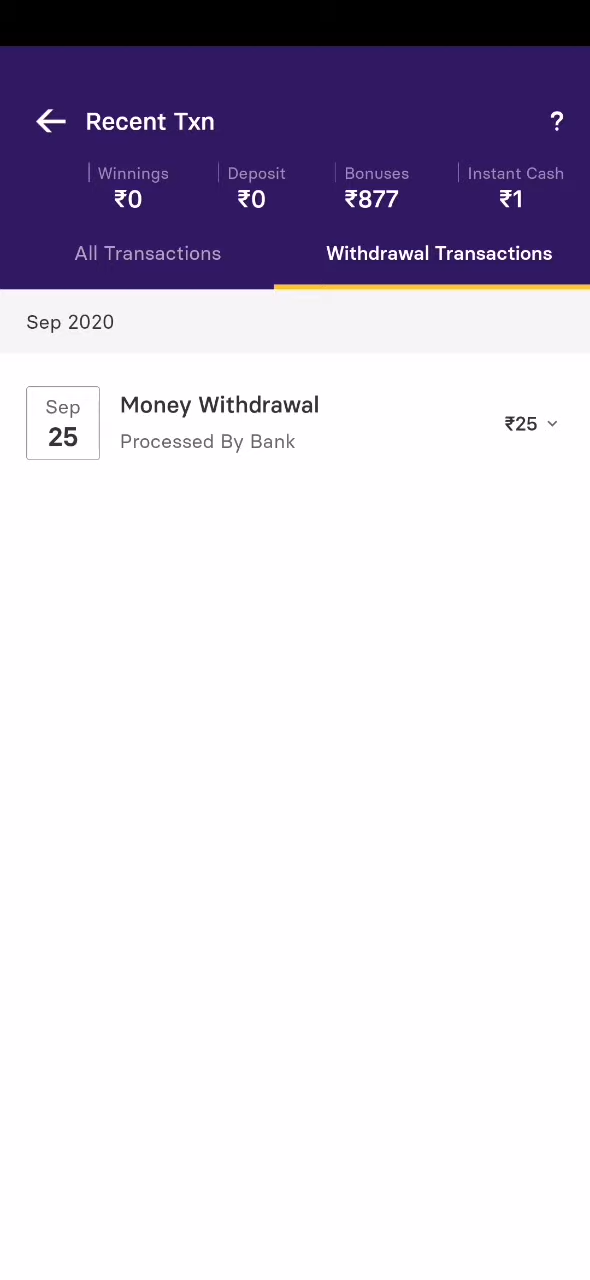 Recent Txn ?
Winnings Deposit Bonuses Instant Cash
₹0 ₹0 ₹877 ₹1
All Transactions Withdrawal Transactions
Sep 2020
Sep
25
Money Withdrawal
Processed By Bank
₹25